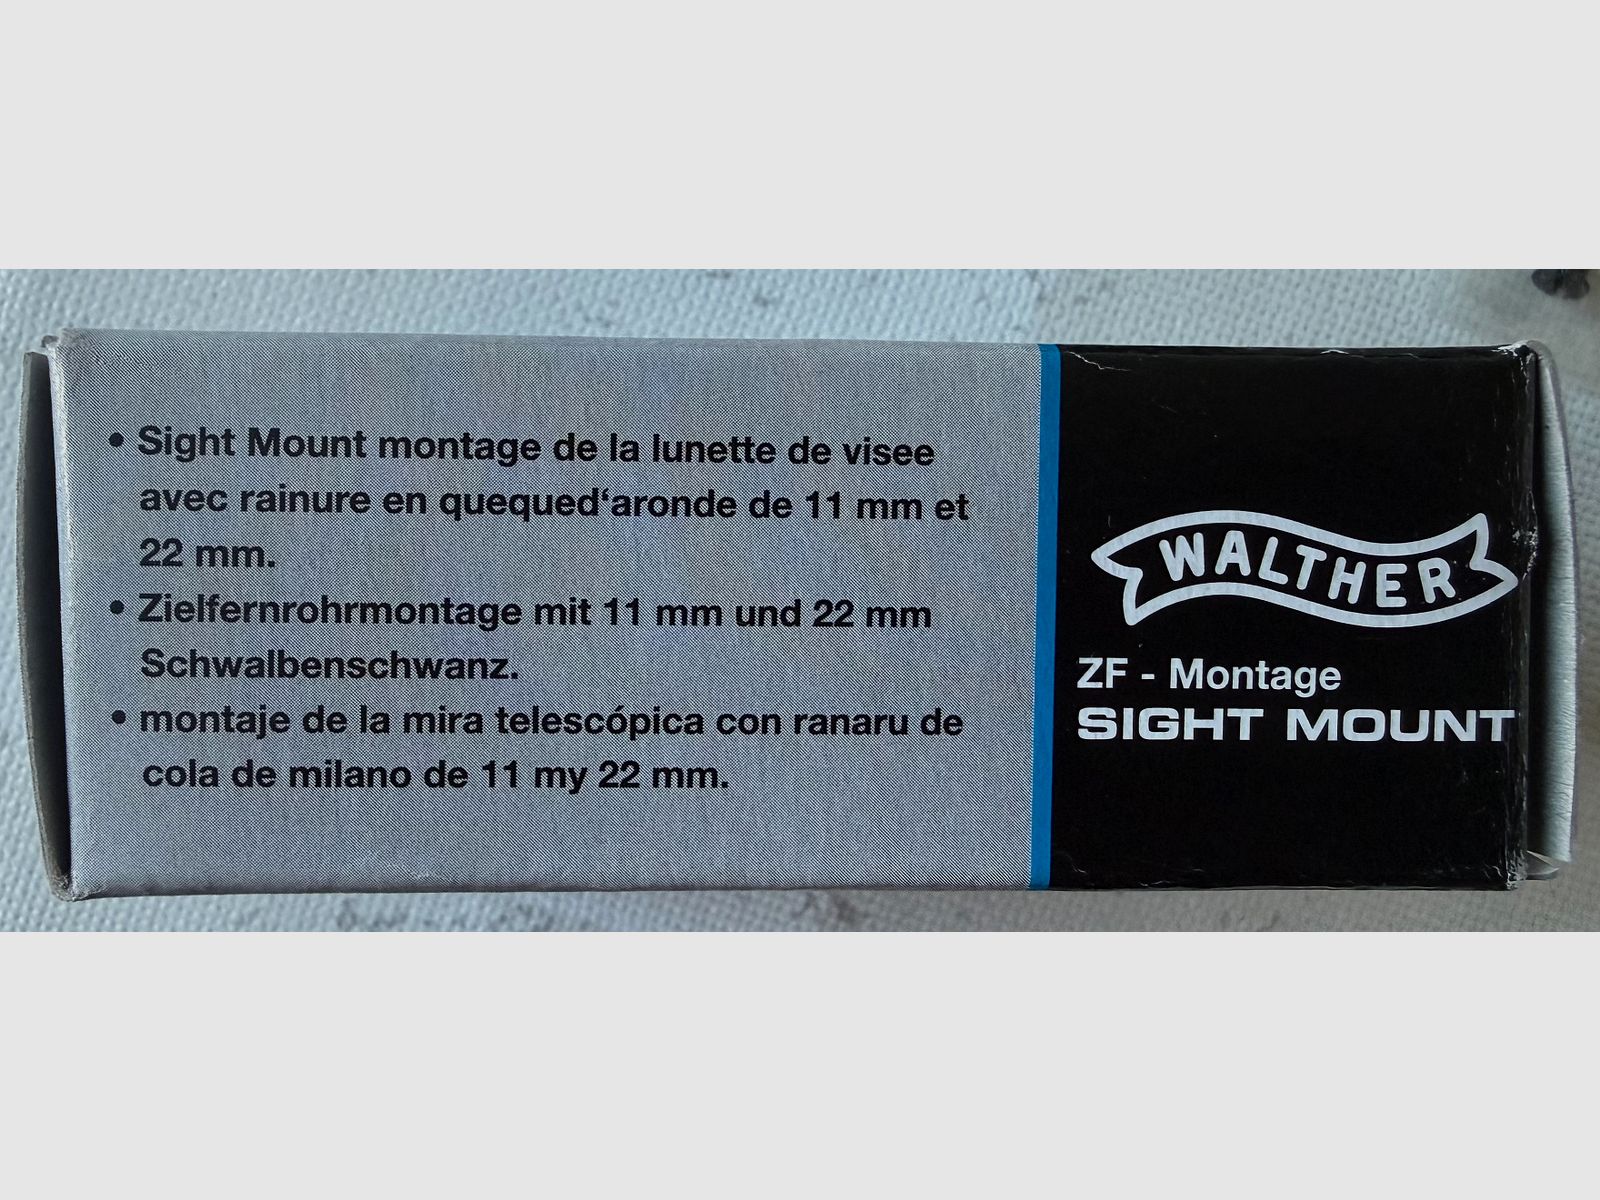 • Sight Mount montage de la lunette de visee
avec rainure en quequed‘aronde de 11 mm et
22 mm.
• Zielfernrohrmontage mit 11 mm und 22 mm
Schwalbenschwanz.
• montaje de la mira telescópica con ranaru de
cola de milano de 11 my 22 mm.
WALTHER
ZF - Montage
SIGHT MOUNT